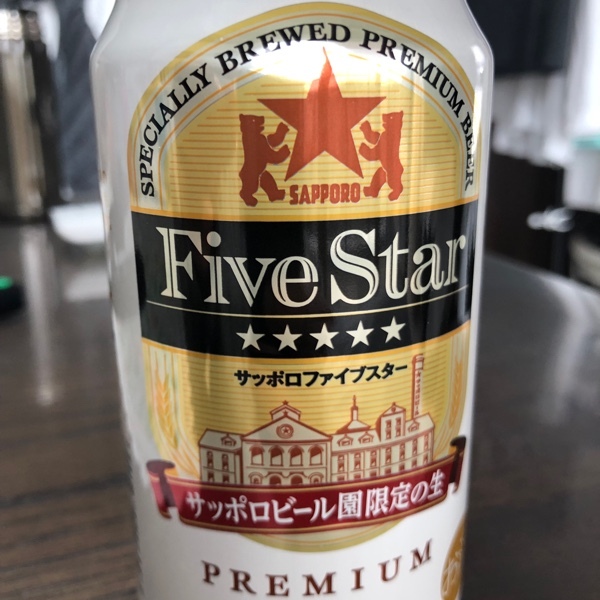 SPECIALLY BREWED PREMIUM BEER
SAPPORO
Five Star
サッポロファイブスター
サッポロビール園限定の生
PREMIUM